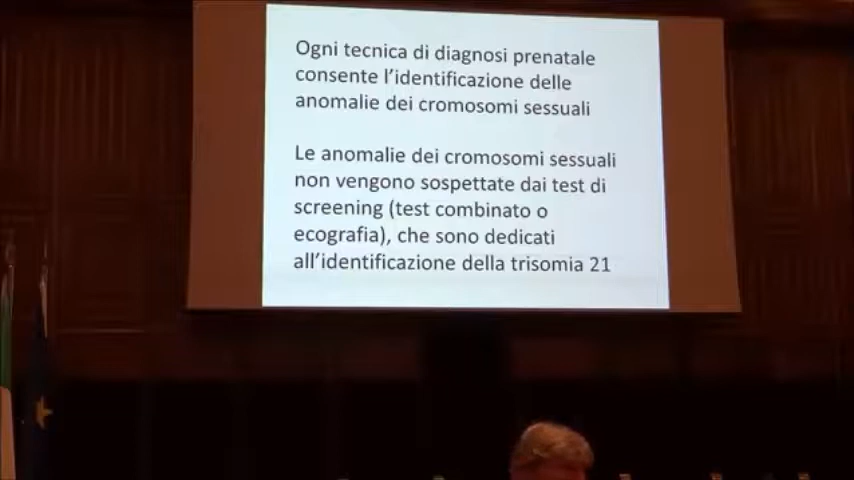 Ogni tecnica di diagnosi prenatale
consente l'identificazione delle
anomalie dei cromosomi sessuali
Le anomalie dei cromosomi sessuali
non vengono sospettate dai test di
screening (test combinato o
ecografia), che sono dedicati
all'identificazione della trisomia 21